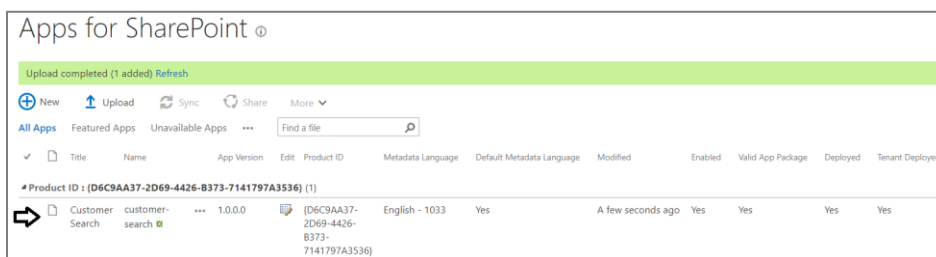 Apps for SharePoint
Upload completed (1 added) Refresh
New Upload Sync Share More
All Apps Featured Apps Unavailable Apps ••• Find a file
Title Name App Version Edit Product ID Metadata Language Default Metadata Language Modified Enabled Valid App Package Deployed Tenant Deploye
Product ID : {D6C9AA37-2D69-4426-B373-7141797A3536} (1)
Customer customer- ••• 1.0.0.0 {D6C9AA37- English - 1033 Yes A few seconds ago Yes Yes Yes Yes
Search search 2D69-4426-
B373-
7141797A3536}